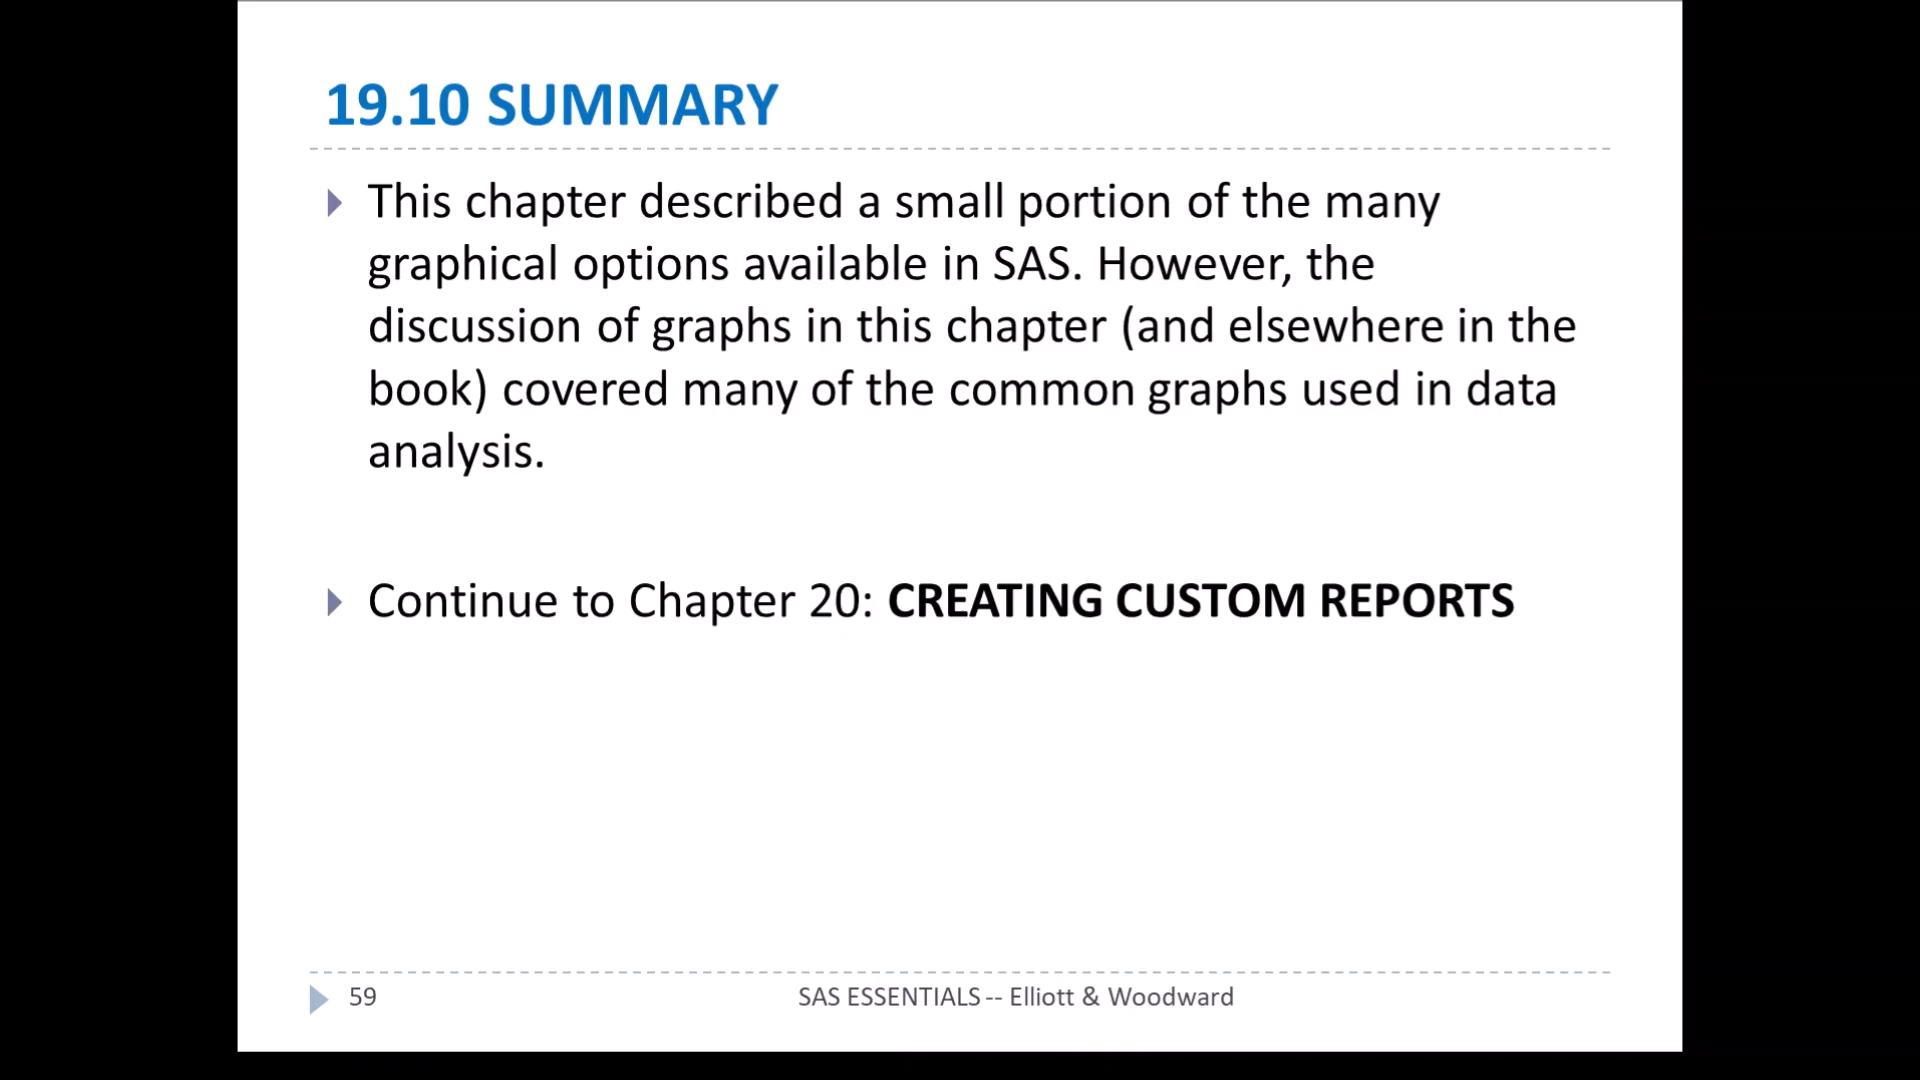 19.10 SUMMARY
This chapter described a small portion of the many
graphical options available in SAS. However, the
discussion of graphs in this chapter (and elsewhere in the
book) covered many of the common graphs used in data
analysis.
Continue to Chapter 20: CREATING CUSTOM REPORTS
59
SAS ESSENTIALS -- Elliott & Woodward